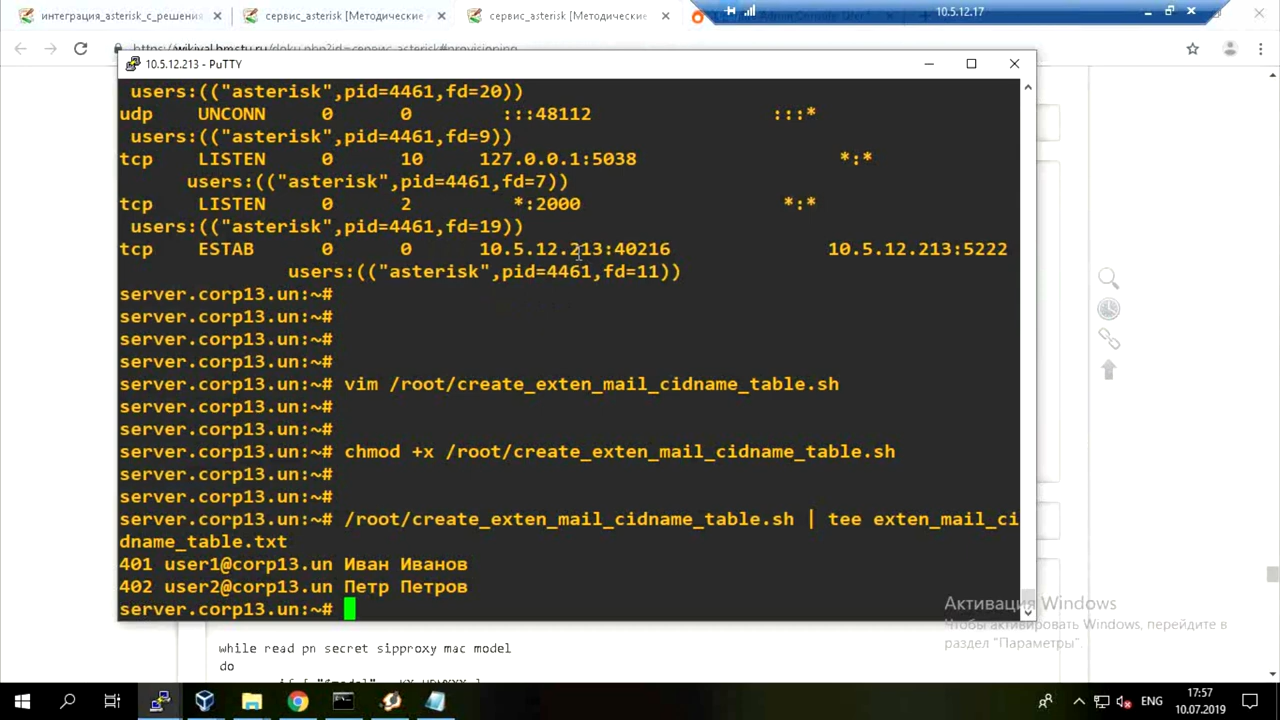 интеграция_asterisk_с_решения
сервис_asterisk [Методические
сервис_asterisk [Методические
10.5.12.17
10.5.12.213 - PuTTY
users:(("asterisk",pid=4461,fd=20))
udp UNCONN 0 0 :::48112 :::*
users:(("asterisk",pid=4461,fd=9))
tcp LISTEN 0 10 127.0.0.1:5038 *:*
users:(("asterisk",pid=4461,fd=7))
tcp LISTEN 0 2 *:2000 *:*
users:(("asterisk",pid=4461,fd=19))
tcp ESTAB 0 0 10.5.12.213:40216 10.5.12.213:5222
users:(("asterisk",pid=4461,fd=11))
server.corp13.un:~#
server.corp13.un:~#
server.corp13.un:~#
server.corp13.un:~#
server.corp13.un:~# vim /root/create_exten_mail_cidname_table.sh
server.corp13.un:~#
server.corp13.un:~#
server.corp13.un:~# chmod +x /root/create_exten_mail_cidname_table.sh
server.corp13.un:~#
server.corp13.un:~#
server.corp13.un:~# /root/create_exten_mail_cidname_table.sh | tee exten_mail_ci
dname_table.txt
401 user1@corp13.un Иван Иванов
402 user2@corp13.un Петр Петров
server.corp13.un:~#
Активация Windows
Чтобы активировать Windows, перейдите в
раздел "Параметры".
while read pn secret sipproxy mac model
do
ENG
17:57
10.07.2019